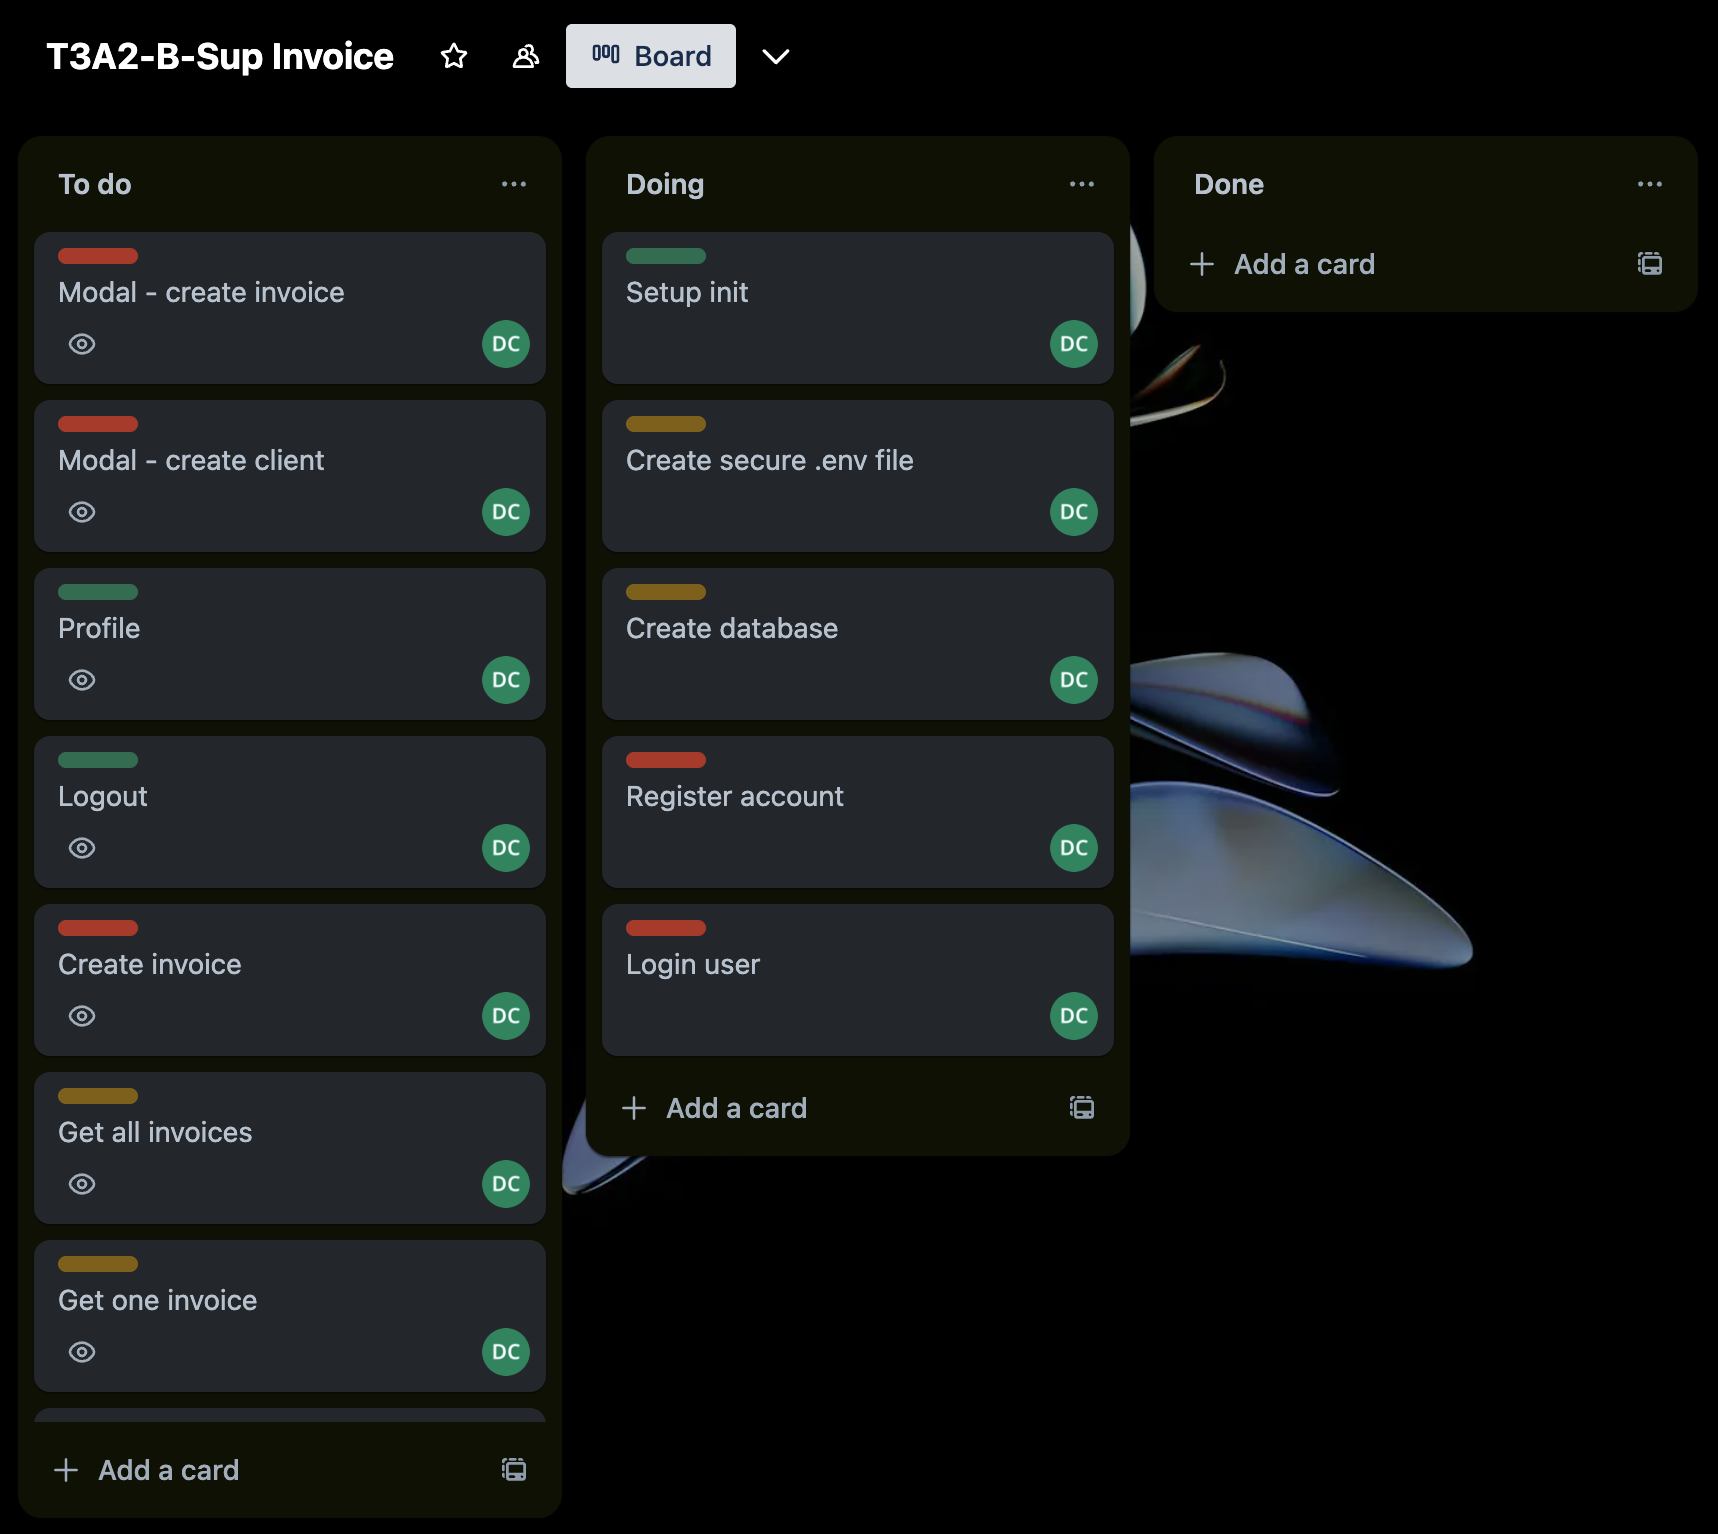 T3A2-B-Sup Invoice
Board
To do
Modal - create invoice
DC
Modal - create client
DC
Profile
DC
Logout
DC
Create invoice
DC
Get all invoices
DC
Get one invoice
DC
Add a card
Doing
Setup init
DC
Create secure .env file
DC
Create database
DC
Register account
DC
Login user
DC
Add a card
Done
Add a card